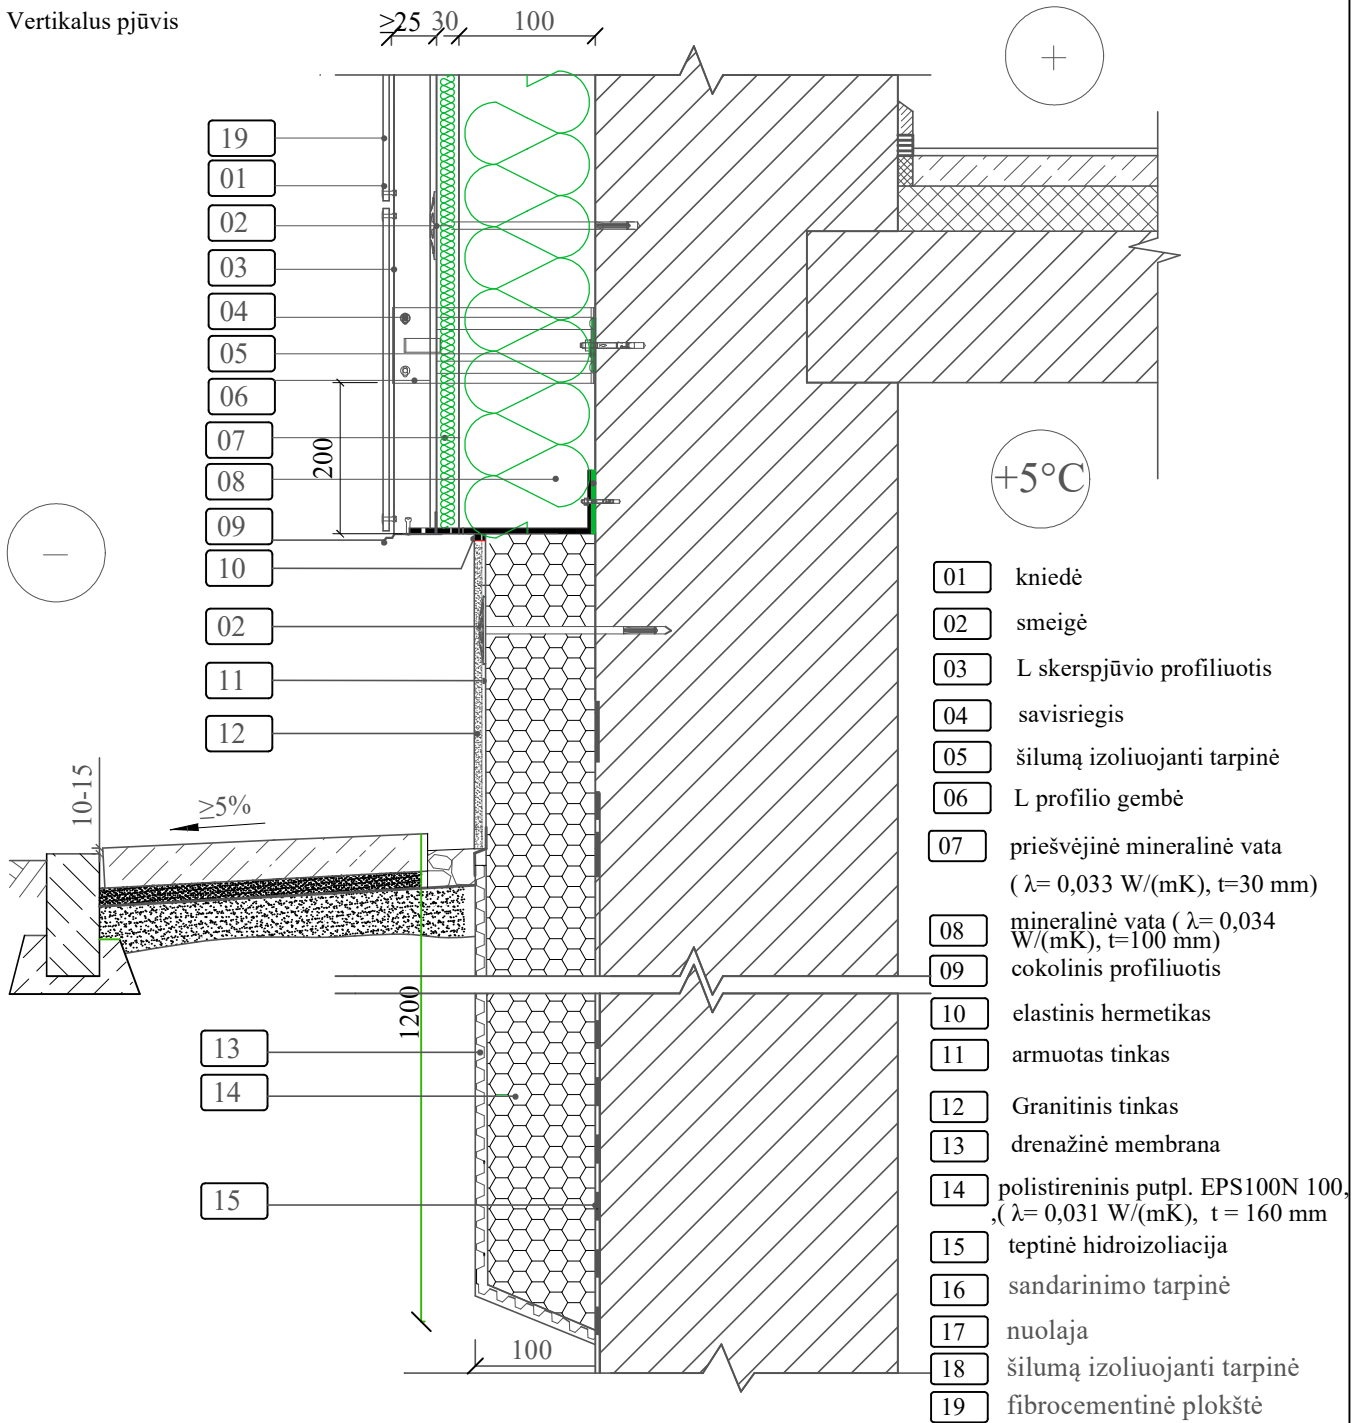 Vertikalus pjūvis
≥25 30 100
+
19
01
02
03
04
05
06
07
08
09
10
02
11
12
200
+5°C
−
10-15
≥5%
1200
13
14
15
100
01 kniedė
02 smeigė
03 L skerspjūvio profiliuotis
04 savisriegis
05 šilumą izoliuojanti tarpinė
06 L profilio gembė
07 priešvėjinė mineralinė vata
( λ= 0,033 W/(mK), t=30 mm)
08 mineralinė vata ( λ= 0,034
W/(mK), t=100 mm)
09 cokolinis profiliuotis
10 elastinis hermetikas
11 armuotas tinkas
12 Granitinis tinkas
13 drenažinė membrana
14 polistireninis putpl. EPS100N 100,
,( λ= 0,031 W/(mK), t = 160 mm
15 teptinė hidroizoliacija
16 sandarinimo tarpinė
17 nuolaja
18 šilumą izoliuojanti tarpinė
19 fibrocementinė plokštė